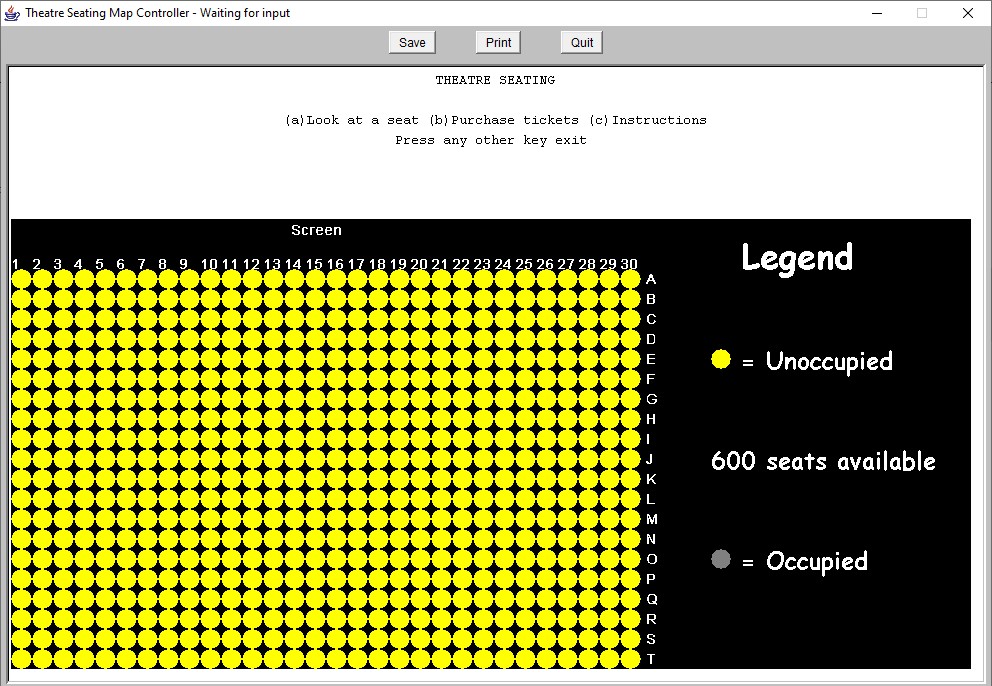 Theatre Seating Map Controller - Waiting for input
Save Print Quit
THEATRE SEATING
(a)Look at a seat (b)Purchase tickets (c)Instructions
Press any other key exit
Screen
1 2 3 4 5 6 7 8 9 10 11 12 13 14 15 16 17 18 19 20 21 22 23 24 25 26 27 28 29 30
A
B
C
D
E
F
G
H
I
J
K
L
M
N
O
P
Q
R
S
T
Legend
= Unoccupied
600 seats available
= Occupied